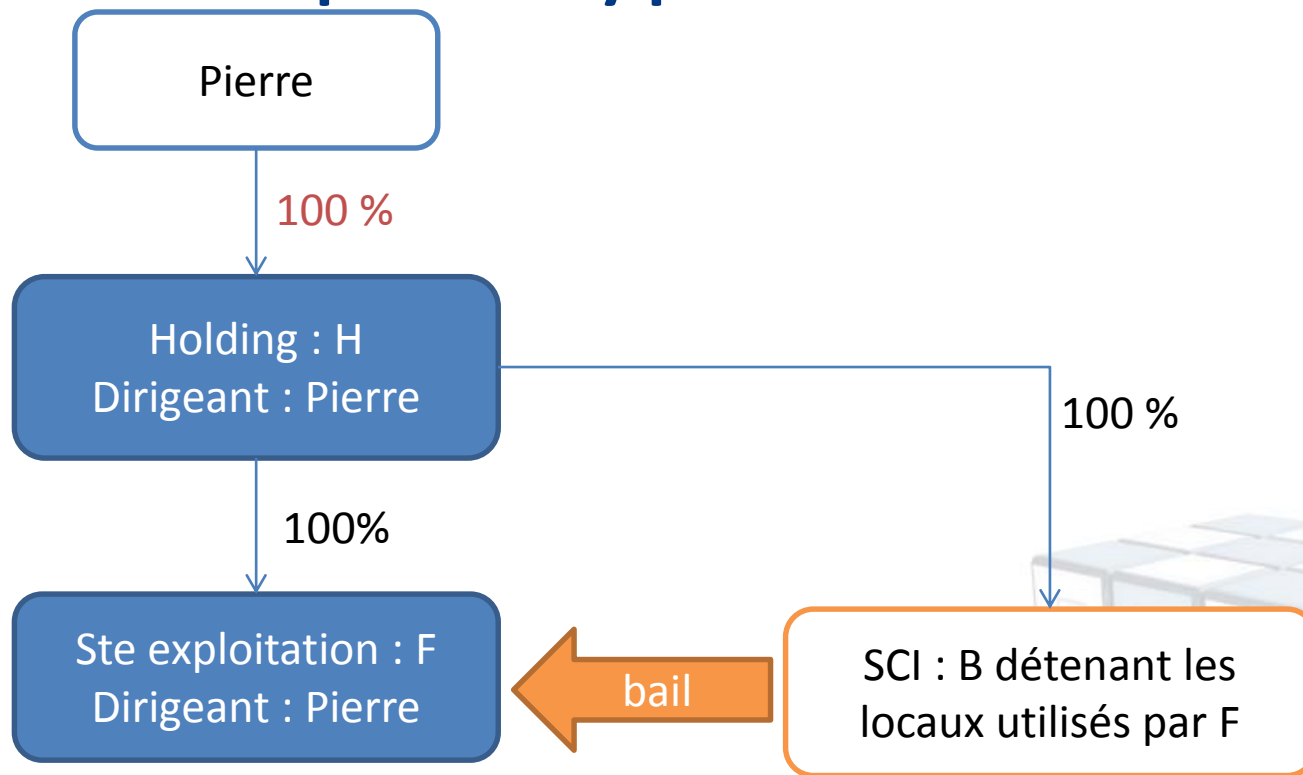 Pierre
100 %
Holding : H
Dirigeant : Pierre
100 %
100%
Ste exploitation : F
Dirigeant : Pierre
bail
SCI : B détenant les
locaux utilisés par F